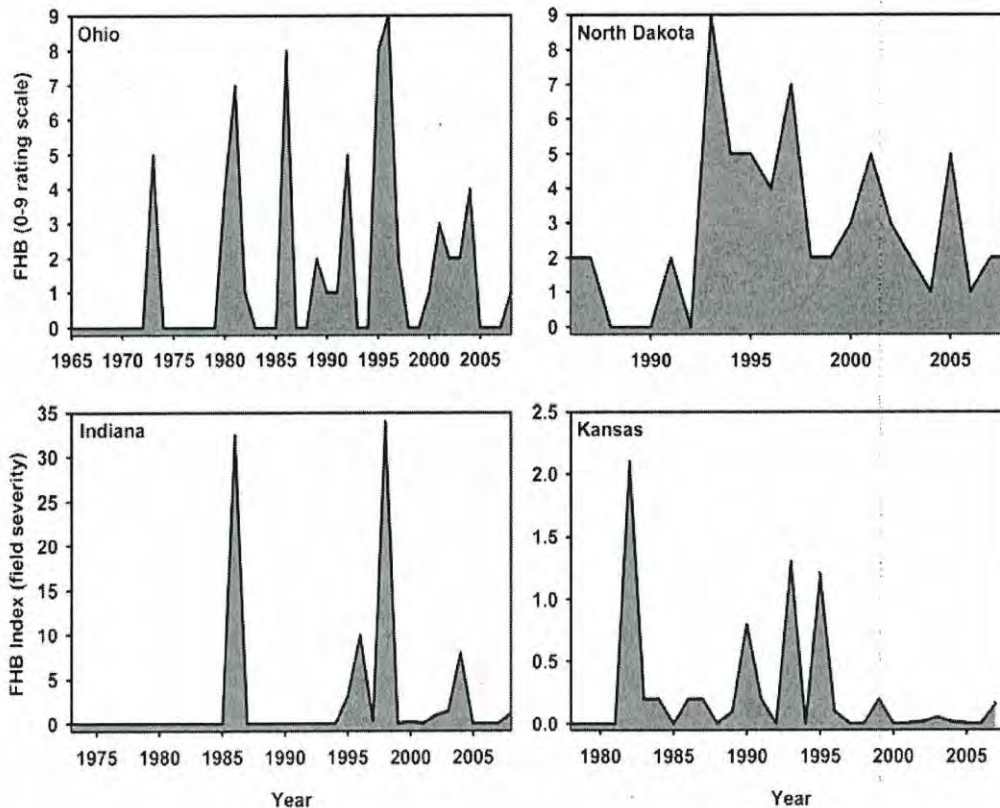 Ohio
FHB (0-9 rating scale)
9
8
7
6
5
4
3
2
1
0
1965 1970 1975 1980 1985 1990 1995 2000 2005
North Dakota
9
8
7
6
5
4
3
2
1
0
1990 1995 2000 2005
Indiana
FHB Index (field severity)
35
30
25
20
15
10
5
0
1975 1980 1985 1990 1995 2000 2005
Year
Kansas
2.5
2.0
1.5
1.0
0.5
0.0
1980 1985 1990 1995 2000 2005
Year